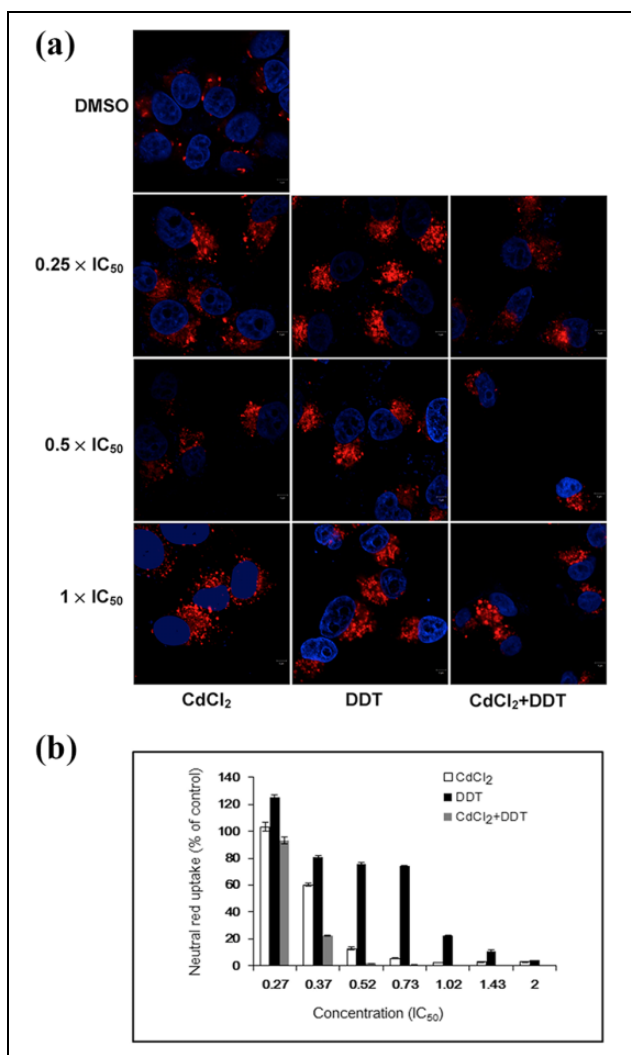 (a)
DMSO
0.25 × IC₅₀
0.5 × IC₅₀
1 × IC₅₀
CdCl₂ DDT CdCl₂+DDT
(b)
Neutral red uptake (% of control)
140
120
100
80
60
40
20
0
CdCl₂
DDT
CdCl₂+DDT
0.27 0.37 0.52 0.73 1.02 1.43 2
Concentration (IC₅₀)